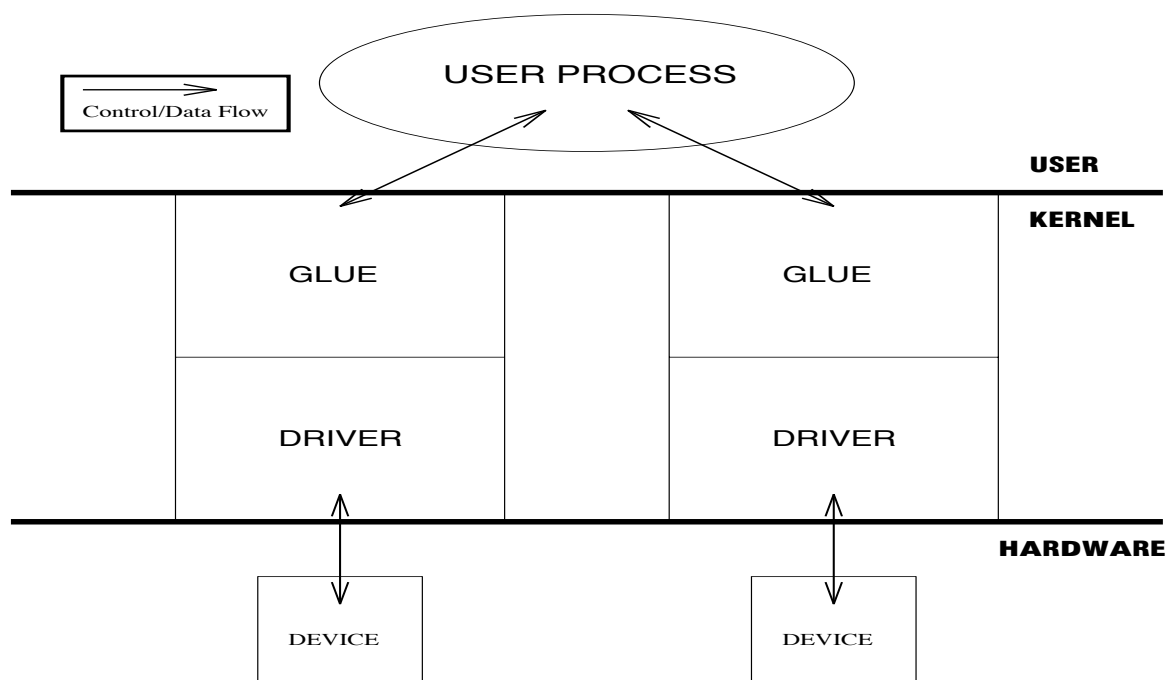 USER PROCESS
Control/Data Flow
USER
KERNEL
GLUE
GLUE
DRIVER
DRIVER
HARDWARE
DEVICE
DEVICE